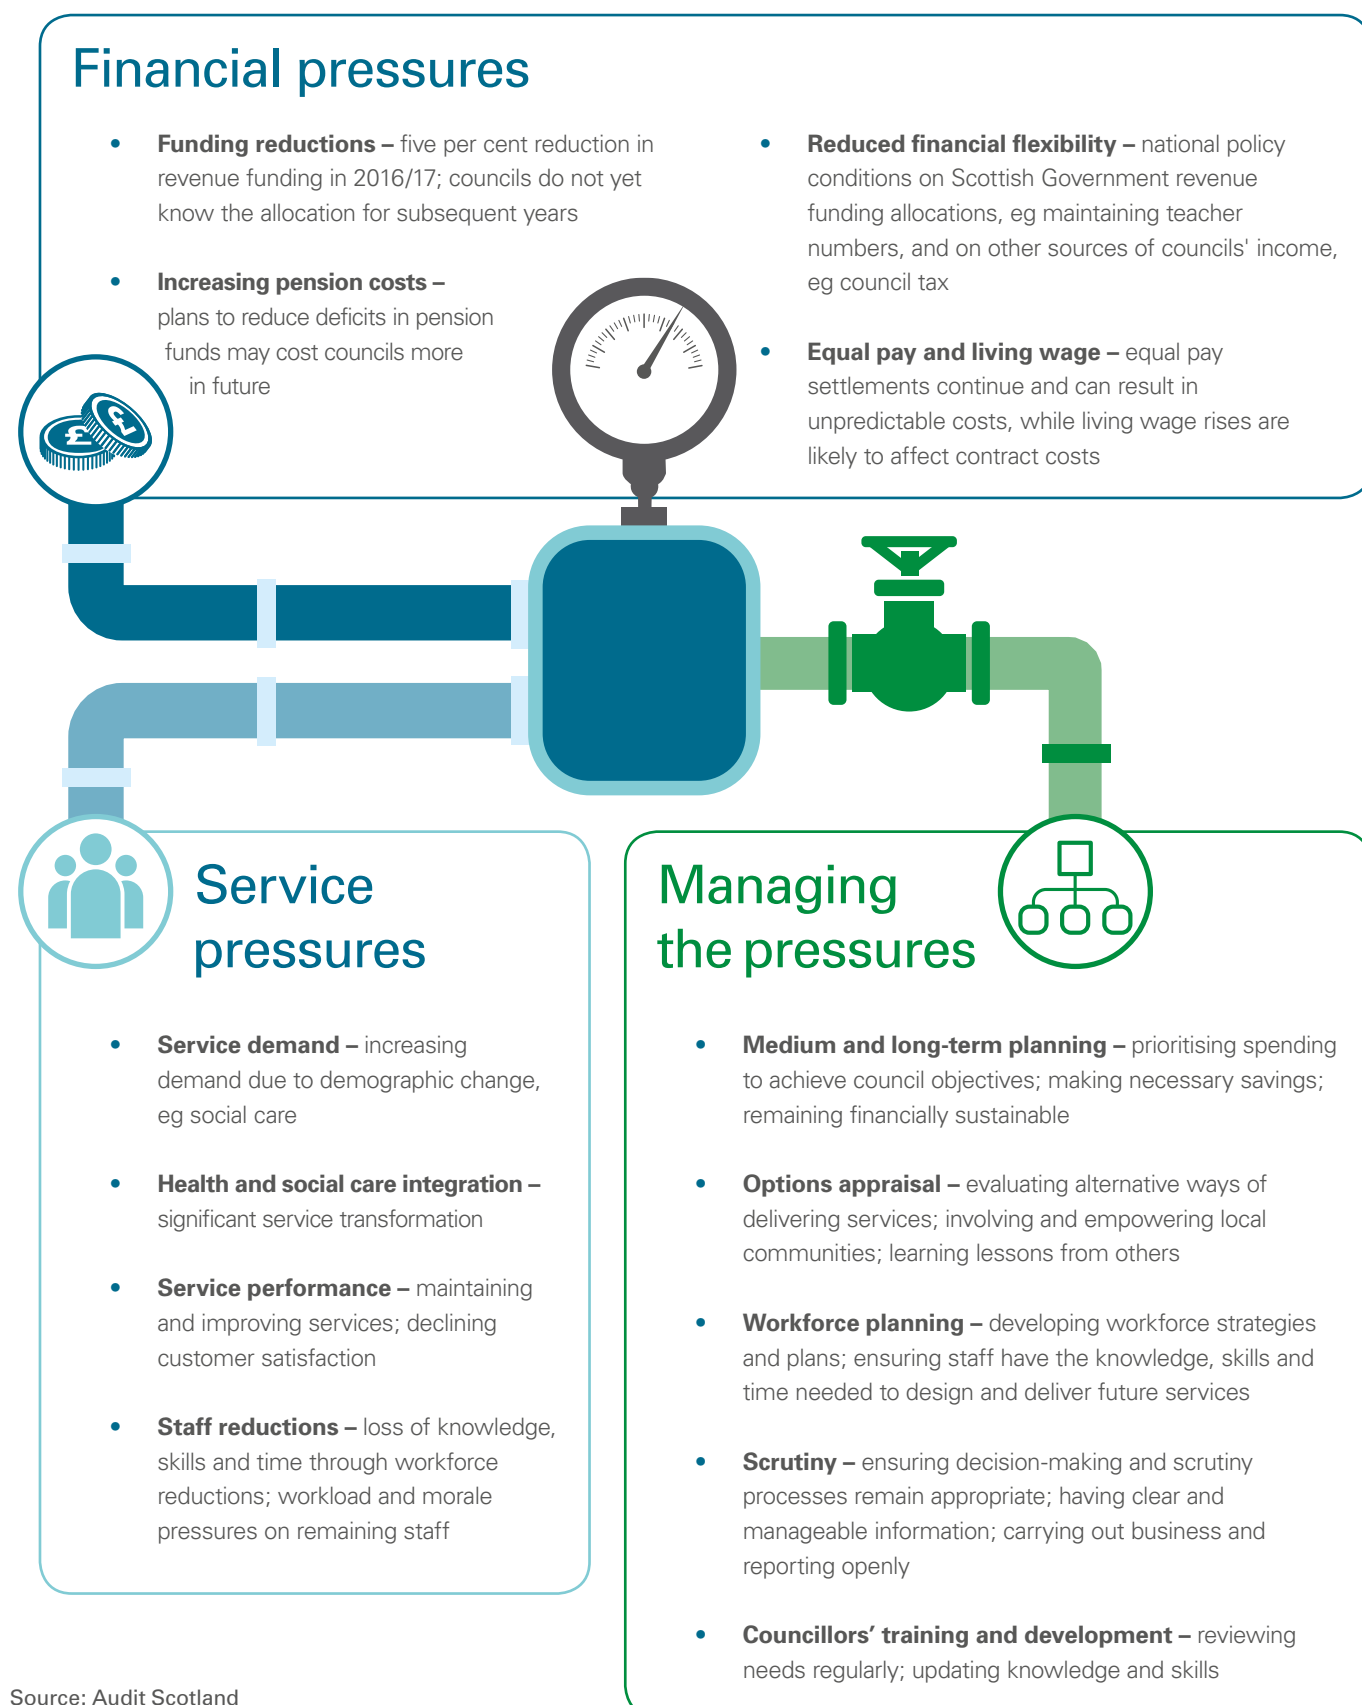 Financial pressures
• Funding reductions – five per cent reduction in
revenue funding in 2016/17; councils do not yet
know the allocation for subsequent years
• Increasing pension costs –
plans to reduce deficits in pension
funds may cost councils more
in future
• Reduced financial flexibility – national policy
conditions on Scottish Government revenue
funding allocations, eg maintaining teacher
numbers, and on other sources of councils' income,
eg council tax
• Equal pay and living wage – equal pay
settlements continue and can result in
unpredictable costs, while living wage rises are
likely to affect contract costs
£ £
Service
pressures
• Service demand – increasing
demand due to demographic change,
eg social care
• Health and social care integration –
significant service transformation
• Service performance – maintaining
and improving services; declining
customer satisfaction
• Staff reductions – loss of knowledge,
skills and time through workforce
reductions; workload and morale
pressures on remaining staff
Managing
the pressures
• Medium and long-term planning – prioritising spending
to achieve council objectives; making necessary savings;
remaining financially sustainable
• Options appraisal – evaluating alternative ways of
delivering services; involving and empowering local
communities; learning lessons from others
• Workforce planning – developing workforce strategies
and plans; ensuring staff have the knowledge, skills and
time needed to design and deliver future services
• Scrutiny – ensuring decision-making and scrutiny
processes remain appropriate; having clear and
manageable information; carrying out business and
reporting openly
• Councillors’ training and development – reviewing
needs regularly; updating knowledge and skills
Source: Audit Scotland